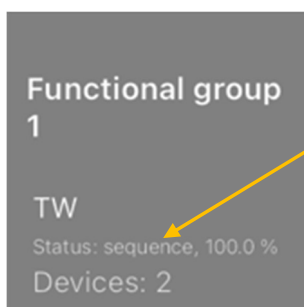 Functional group
1
TW
Status: sequence, 100.0 %
Devices: 2